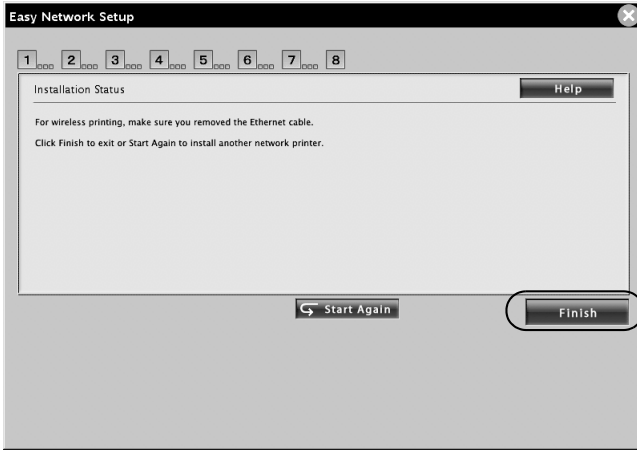 Easy Network Setup
1 2 3 4 5 6 7 8
Installation Status
Help
For wireless printing, make sure you removed the Ethernet cable.
Click Finish to exit or Start Again to install another network printer.
Start Again
Finish